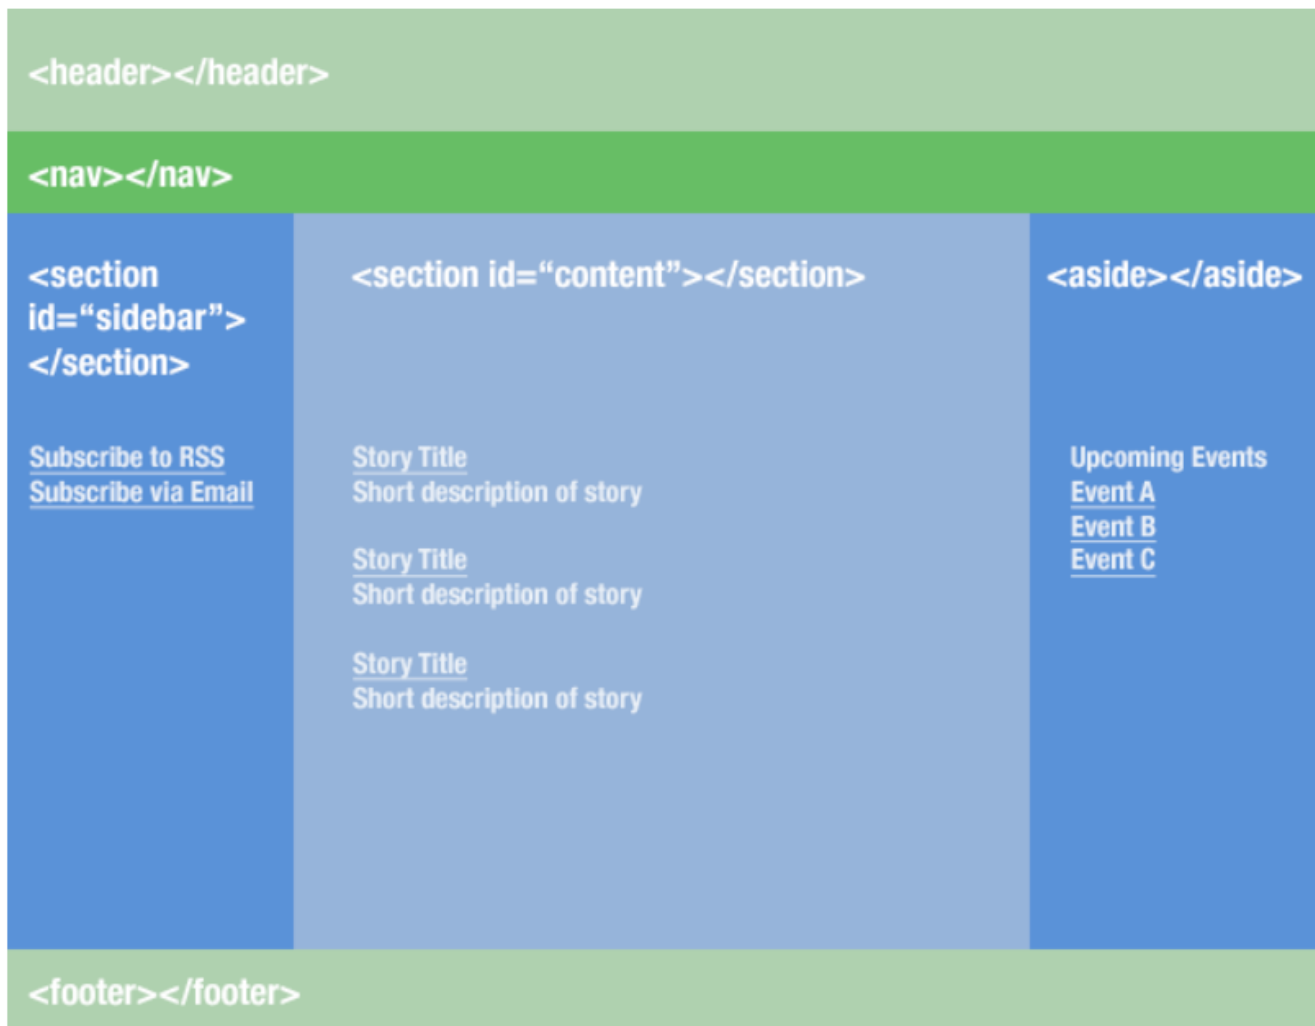 <header></header>
<nav></nav>
<section
id=“sidebar”>
</section>
Subscribe to RSS
Subscribe via Email
<section id=“content”></section>
Story Title
Short description of story
Story Title
Short description of story
Story Title
Short description of story
<aside></aside>
Upcoming Events
Event A
Event B
Event C
<footer></footer>